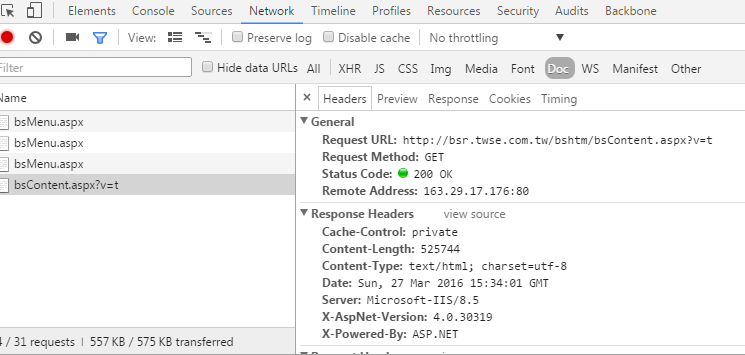 Elements Console Sources Network Timeline Profiles Resources Security Audits Backbone
View: Preserve log Disable cache No throttling
Filter Hide data URLs All XHR JS CSS Img Media Font Doc WS Manifest Other
Name
× Headers Preview Response Cookies Timing
bsMenu.aspx
bsMenu.aspx
bsMenu.aspx
bsContent.aspx?v=t
General
Request URL: http://bsr.twse.com.tw/bshtm/bsContent.aspx?v=t
Request Method: GET
Status Code: 200 OK
Remote Address: 163.29.17.176:80
Response Headers view source
Cache-Control: private
Content-Length: 525744
Content-Type: text/html; charset=utf-8
Date: Sun, 27 Mar 2016 15:34:01 GMT
Server: Microsoft-IIS/8.5
X-AspNet-Version: 4.0.30319
X-Powered-By: ASP.NET
4 / 31 requests | 557 KB / 575 KB transferred